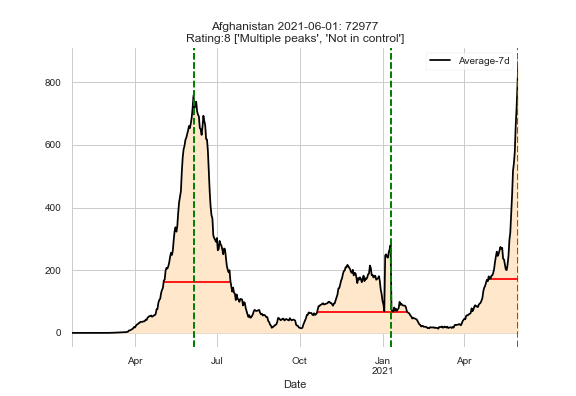 Afghanistan 2021-06-01: 72977
Rating:8 ['Multiple peaks', 'Not in control']
Average-7d
800
600
400
200
0
Apr
Jul
Oct
Jan
2021
Apr
Date